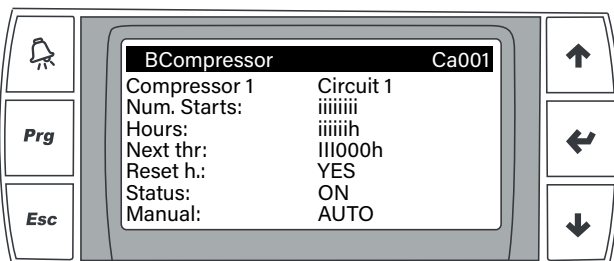 BCompressor Ca001
Compressor 1 Circuit 1
Num. Starts: iiiiiiii
Hours: iiiiiih
Next thr: III000h
Reset h.: YES
Status: ON
Manual: AUTO
Prg
Esc